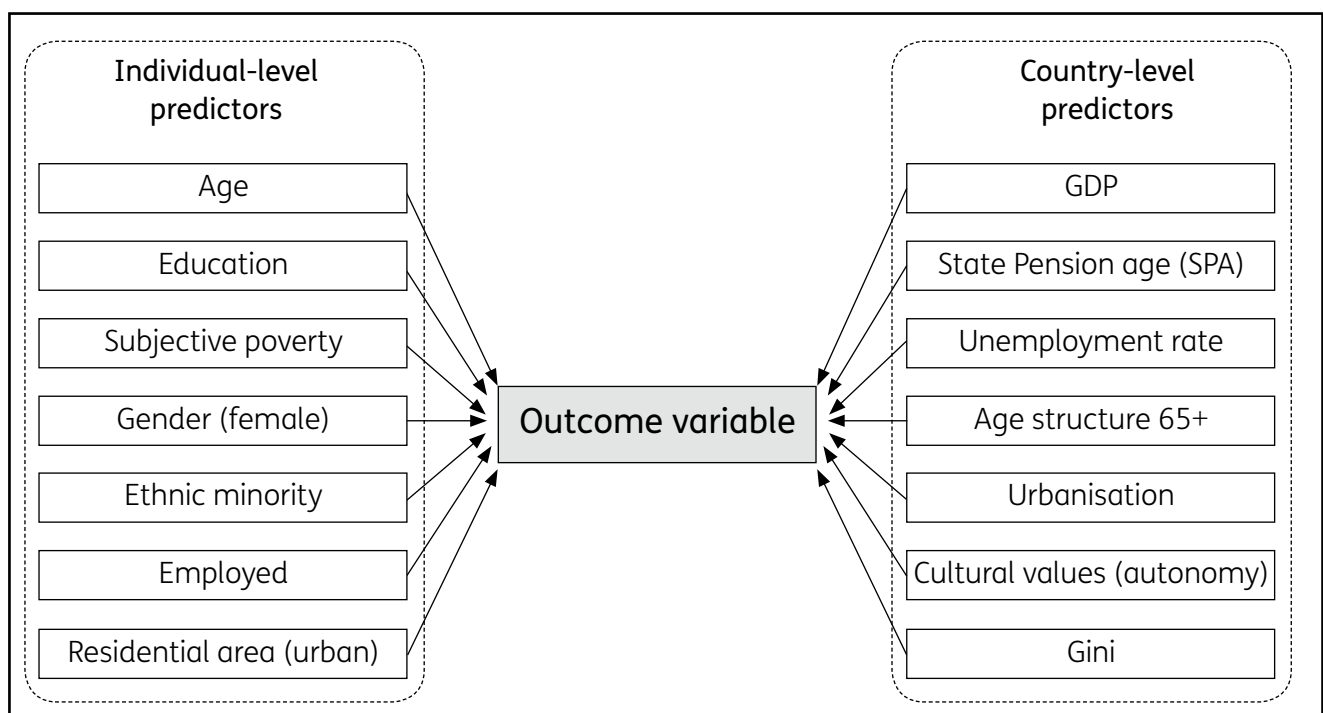 Individual-level
predictors
Age
Education
Subjective poverty
Gender (female)
Ethnic minority
Employed
Residential area (urban)
Outcome variable
Country-level
predictors
GDP
State Pension age (SPA)
Unemployment rate
Age structure 65+
Urbanisation
Cultural values (autonomy)
Gini